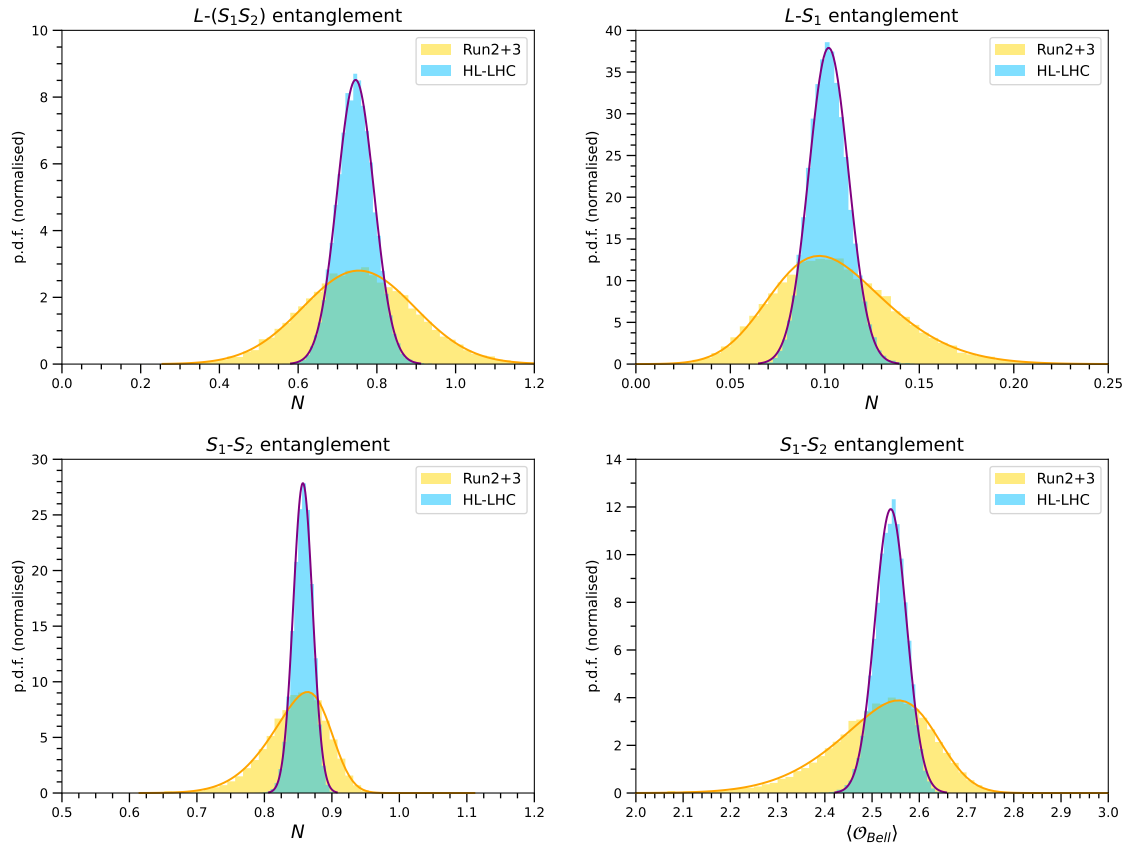 L-(S₁S₂) entanglement
10
8
6
4
2
0
p.d.f. (normalised)
Run2+3
HL-LHC
0.0 0.2 0.4 0.6 0.8 1.0 1.2
N
L-S₁ entanglement
40
35
30
25
20
15
10
5
0
p.d.f. (normalised)
Run2+3
HL-LHC
0.00 0.05 0.10 0.15 0.20 0.25
N
S₁-S₂ entanglement
30
25
20
15
10
5
0
p.d.f. (normalised)
Run2+3
HL-LHC
0.5 0.6 0.7 0.8 0.9 1.0 1.1 1.2
N
S₁-S₂ entanglement
14
12
10
8
6
4
2
0
p.d.f. (normalised)
Run2+3
HL-LHC
2.0 2.1 2.2 2.3 2.4 2.5 2.6 2.7 2.8 2.9 3.0
⟨𝒪_Bell⟩